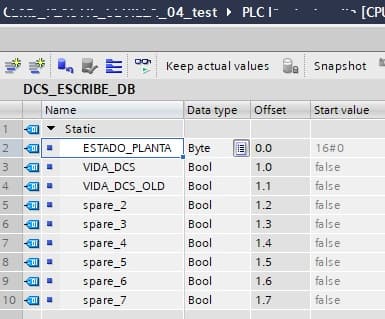 _04_test ▸ PLC
Keep actual values Snapshot
DCS_ESCRIBE_DB
Name Data type Offset Start value
1 Static
2 ESTADO_PLANTA Byte 0.0 16#0
3 VIDA_DCS Bool 1.0 false
4 VIDA_DCS_OLD Bool 1.1 false
5 spare_2 Bool 1.2 false
6 spare_3 Bool 1.3 false
7 spare_4 Bool 1.4 false
8 spare_5 Bool 1.5 false
9 spare_6 Bool 1.6 false
10 spare_7 Bool 1.7 false